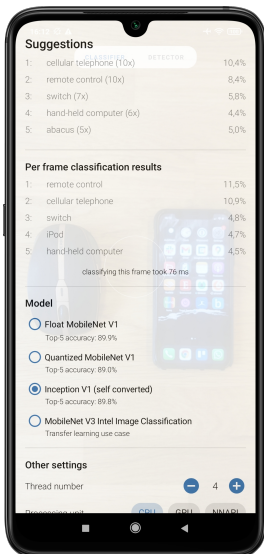 Suggestions
CLASSIFIER DETECTOR
1: cellular telephone (10x) 10,4%
2: remote control (10x) 8,4%
3: switch (7x) 5,8%
4: hand-held computer (6x) 4,4%
5: abacus (5x) 5,0%
Per frame classification results
1: remote control 11,5%
2: cellular telephone 10,9%
3: switch 4,8%
4: iPod 4,7%
5: hand-held computer 4,5%
classifying this frame took 76 ms
Model
Float MobileNet V1
Top-5 accuracy: 89.9%
Quantized MobileNet V1
Top-5 accuracy: 89.0%
Inception V1 (self converted)
Top-5 accuracy: 89.8%
MobileNet V3 Intel Image Classification
Transfer learning use case
Other settings
Thread number 4
Processing unit CPU GPU NNAPI